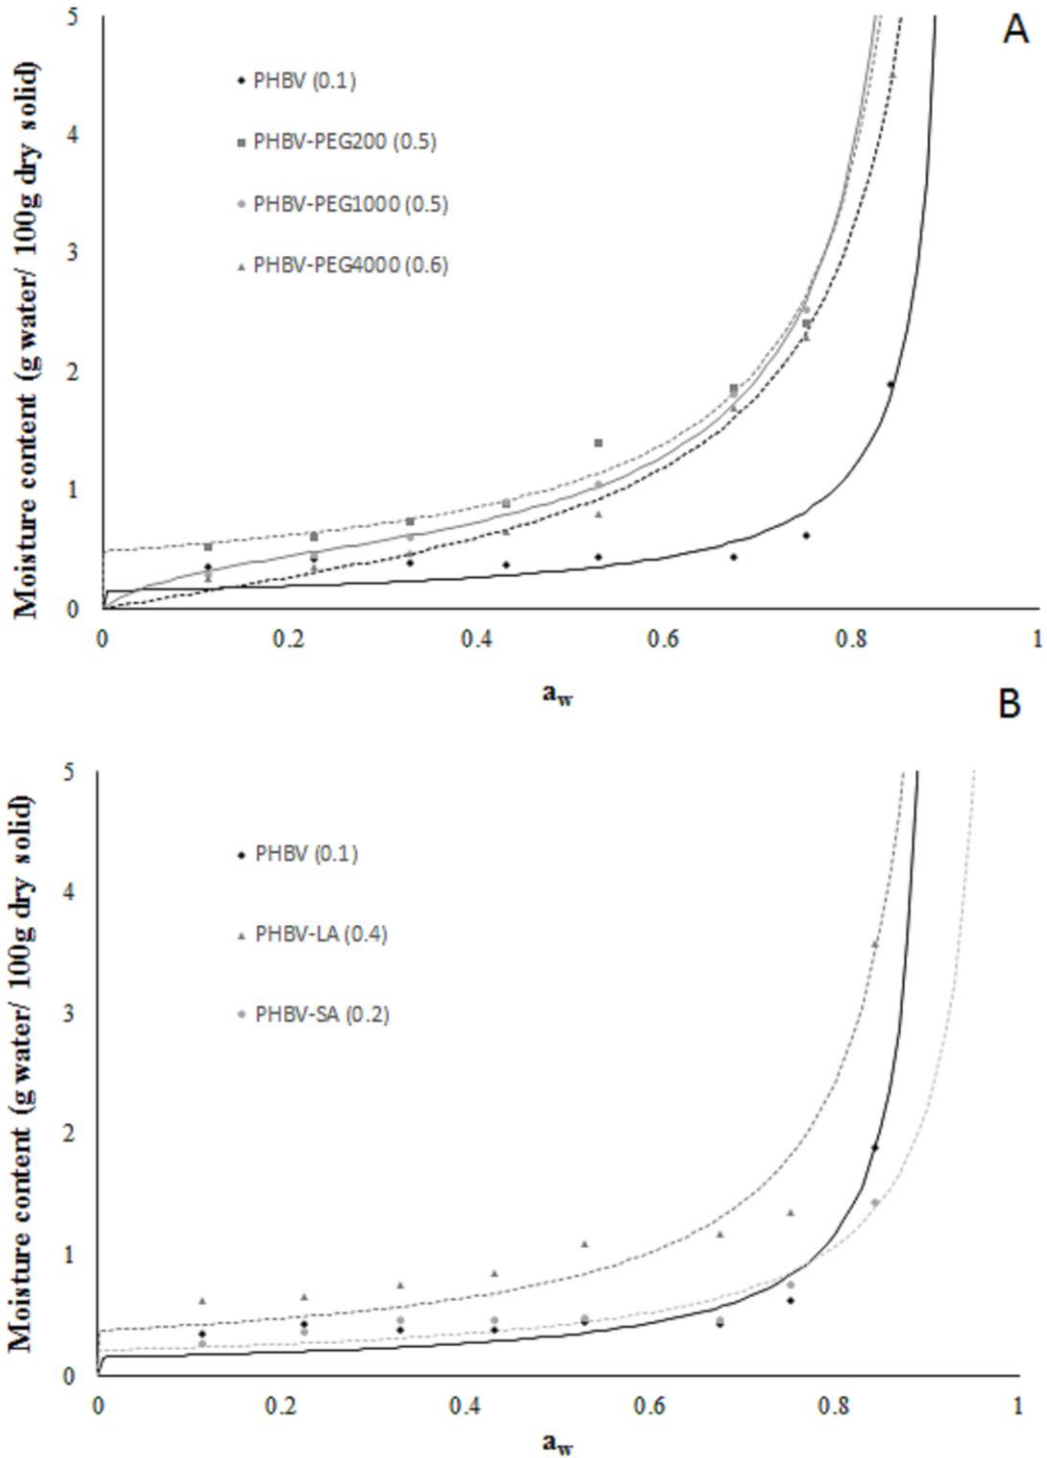 A
5
4
3
2
1
0
Moisture content (g water/ 100g dry solid)
PHBV (0.1)
PHBV-PEG200 (0.5)
PHBV-PEG1000 (0.5)
PHBV-PEG4000 (0.6)
0 0.2 0.4 0.6 0.8 1
aw
B
5
4
3
2
1
0
Moisture content (g water/ 100g dry solid)
PHBV (0.1)
PHBV-LA (0.4)
PHBV-SA (0.2)
0 0.2 0.4 0.6 0.8 1
aw